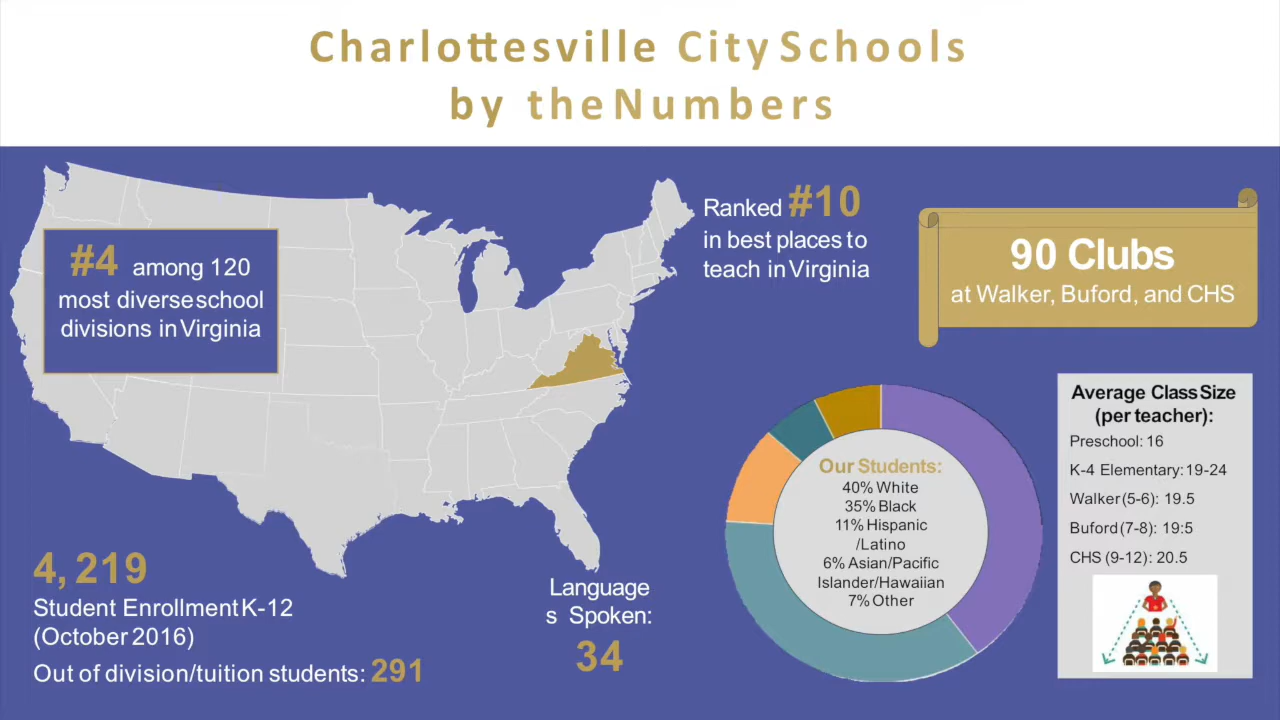 Charlottesville City Schools
by the Numbers
#4 among 120
most diverse school
divisions in Virginia
Ranked #10
in best places to
teach in Virginia
90 Clubs
at Walker, Buford, and CHS
4, 219
Student Enrollment K-12
(October 2016)
Out of division/tuition students: 291
Language
s Spoken:
34
Our Students:
40% White
35% Black
11% Hispanic
/Latino
6% Asian/Pacific
Islander/Hawaiian
7% Other
Average Class Size
(per teacher):
Preschool: 16
K-4 Elementary: 19-24
Walker (5-6): 19.5
Buford (7-8): 19:5
CHS (9-12): 20.5